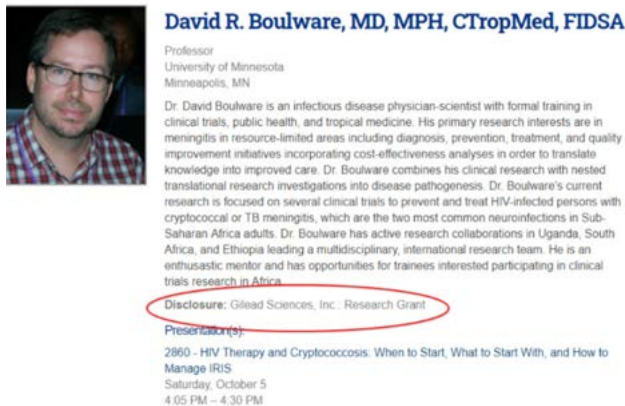 David R. Boulware, MD, MPH, CTropMed, FIDSA
Professor
University of Minnesota
Minneapolis, MN
Dr. David Boulware is an infectious disease physician-scientist with formal training in
clinical trials, public health, and tropical medicine. His primary research interests are in
meningitis in resource-limited areas including diagnosis, prevention, treatment, and quality
improvement initiatives incorporating cost-effectiveness analyses in order to translate
knowledge into improved care. Dr. Boulware combines his clinical research with nested
translational research investigations into disease pathogenesis. Dr. Boulware's current
research is focused on several clinical trials to prevent and treat HIV-infected persons with
cryptococcal or TB meningitis, which are the two most common neuroinfections in Sub-
Saharan Africa adults. Dr. Boulware has active research collaborations in Uganda, South
Africa, and Ethiopia leading a multidisciplinary, international research team. He is an
enthusastic mentor and has opportunities for trainees interested participating in clinical
trials research in Africa.
Disclosure: Gilead Sciences, Inc.: Research Grant
Presentation(s):
2860 - HIV Therapy and Cryptococcosis: When to Start, What to Start With, and How to
Manage IRIS
Saturday, October 5
4:05 PM – 4:30 PM